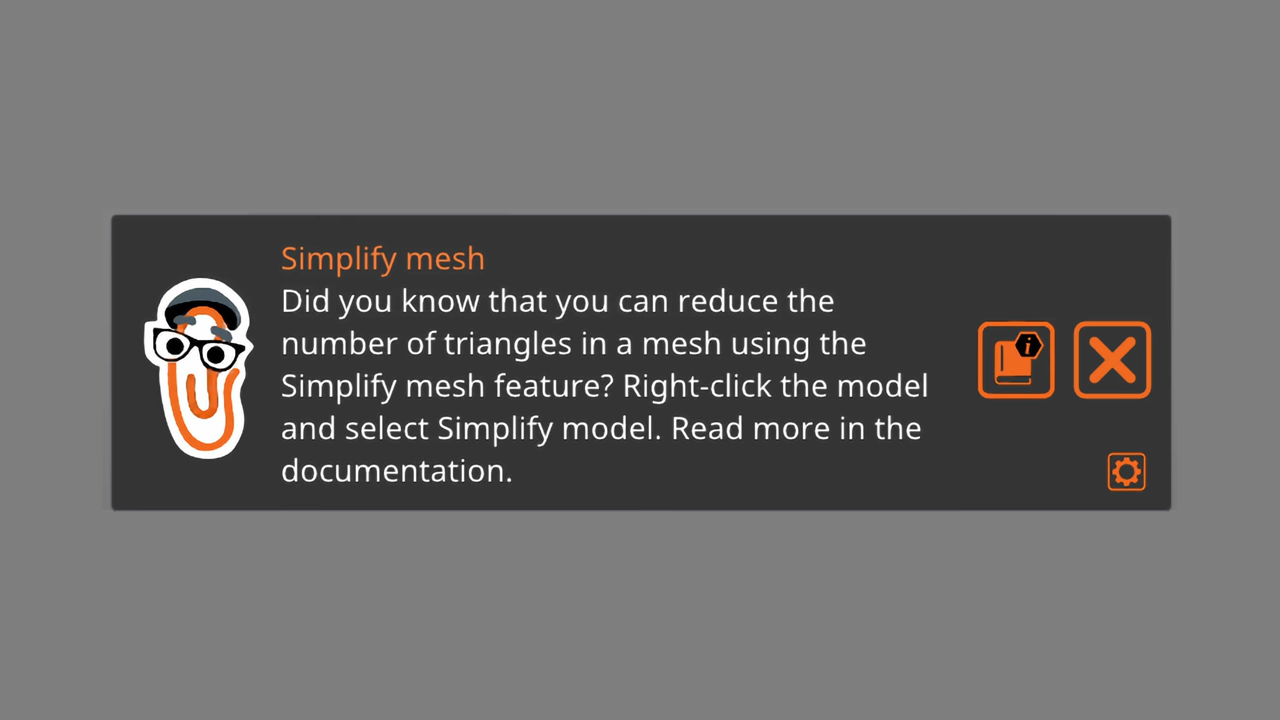 Simplify mesh
Did you know that you can reduce the
number of triangles in a mesh using the
Simplify mesh feature? Right-click the model
and select Simplify model. Read more in the
documentation.
i